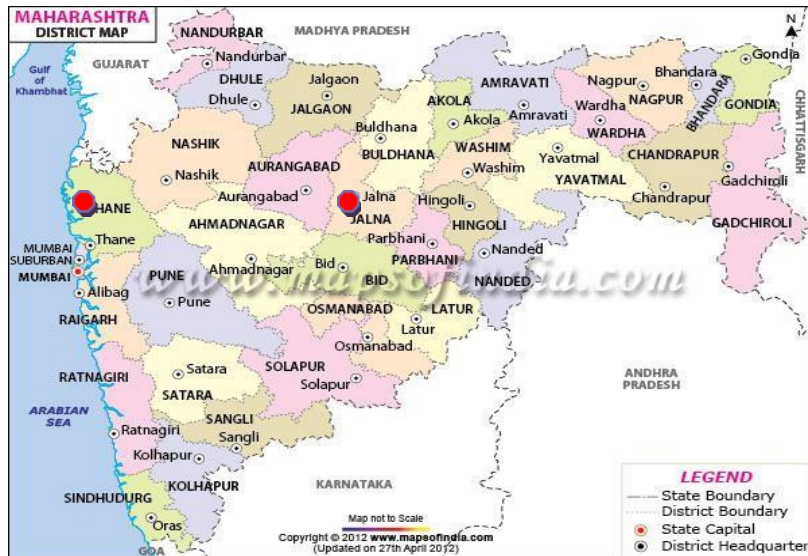 MAHARASHTRA
DISTRICT MAP
N
MADHYA PRADESH
GUJARAT
Gulf
of
Khambhat
NANDURBAR
Nandurbar
DHULE
Dhule
Jalgaon
JALGAON
Buldhana
BULDHANA
AKOLA
Akola
AMRAVATI
Amravati
Nagpur
NAGPUR
Wardha
WARDHA
Bhandara
BHANDARA
Gondia
GONDIA
CHHATTISGARH
NASHIK
Nashik
AURANGABAD
Aurangabad
Jalna
JALNA
WASHIM
Washim
Hingoli
HINGOLI
Yavatmal
YAVATMAL
CHANDRAPUR
Chandrapur
Gadchiroli
GADCHIROLI
HANE
Thane
MUMBAI
SUBURBAN
MUMBAI
AHMADNAGAR
Ahmadnagar
Parbhani
PARBHANI
Nanded
NANDED
Bid
BID
PUNE
Pune
Alibag
RAIGARH
www.mapsofindia.com
OSMANABAD
Osmanabad
LATUR
Latur
RATNAGIRI
Ratnagiri
Satara
SATARA
SOLAPUR
Solapur
ANDHRA
PRADESH
ARABIAN
SEA
SANGLI
Sangli
Kolhapur
KOLHAPUR
SINDHUDURG
Oras
GOA
KARNATAKA
Map not to Scale
Copyright © 2012 www.mapsofindia.com
(Updated on 27th April 2012)
LEGEND
State Boundary
District Boundary
State Capital
District Headquarter